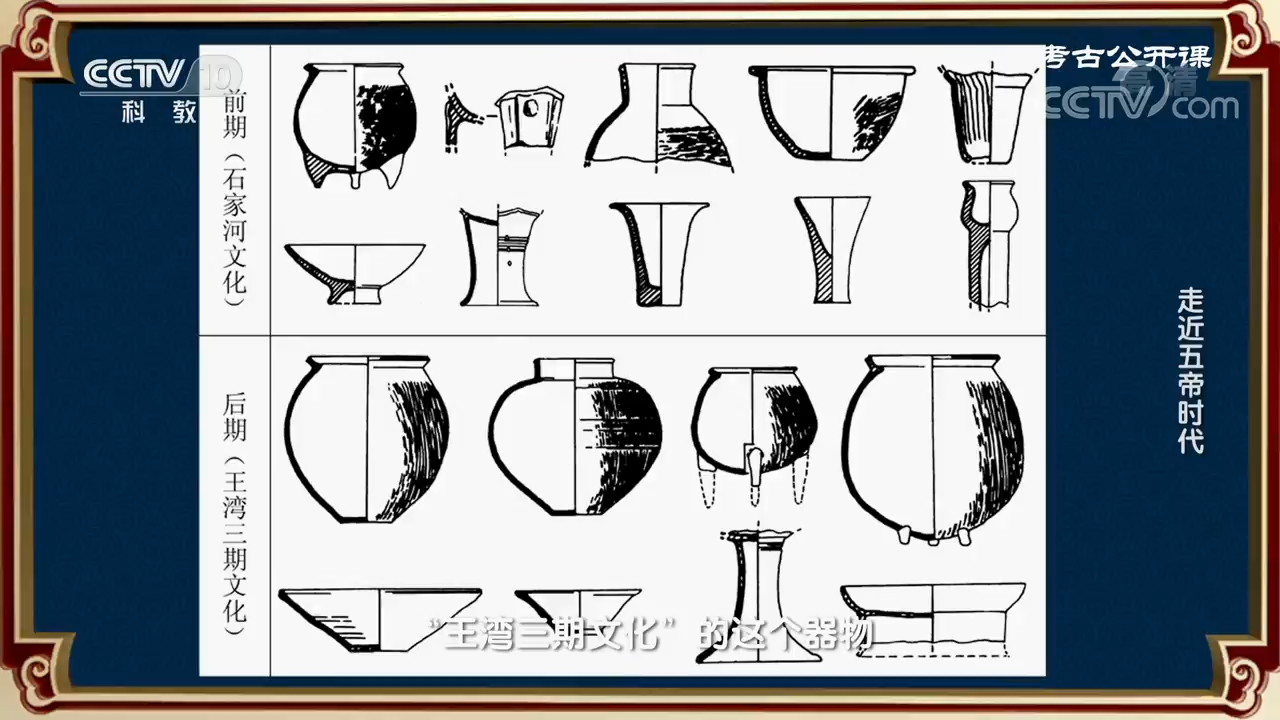 CCTV 10
科教
考古公开课
高清
CCTV.com
前期（石家河文化）
后期（王湾三期文化）
走近五帝时代
“王湾三期文化”的这个器物